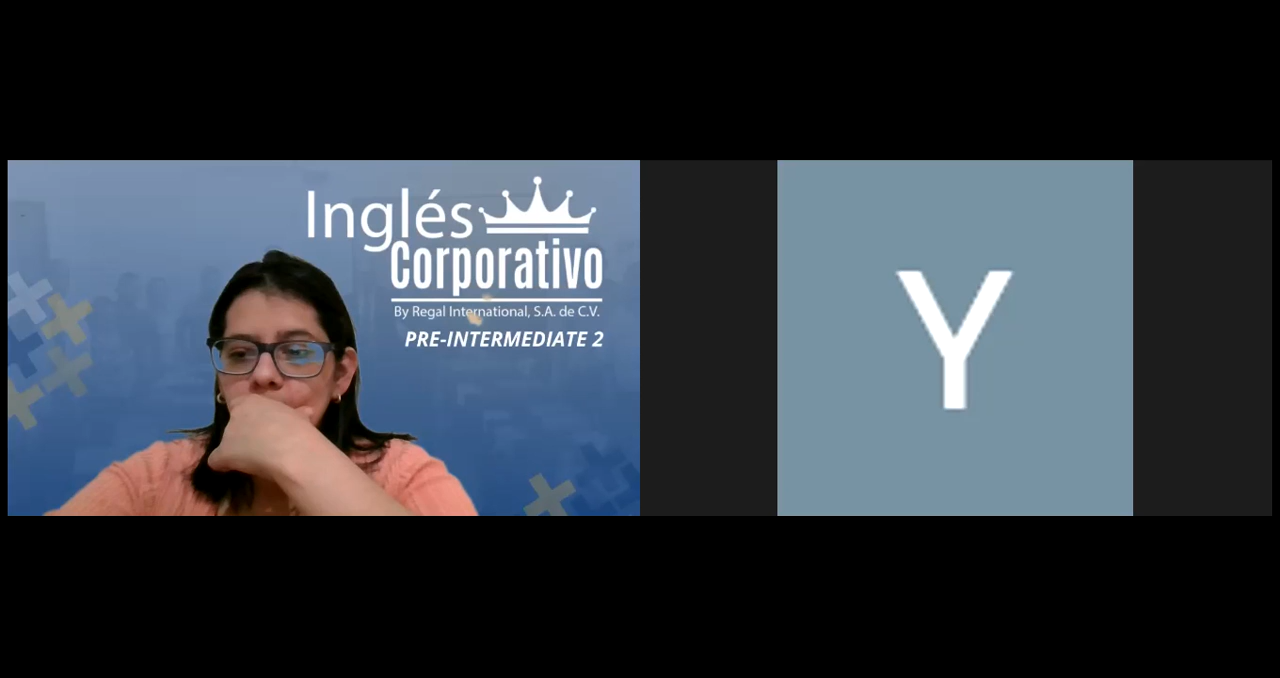 Inglés
Corporativo
By Regal International, S.A. de C.V.
PRE-INTERMEDIATE 2
Y